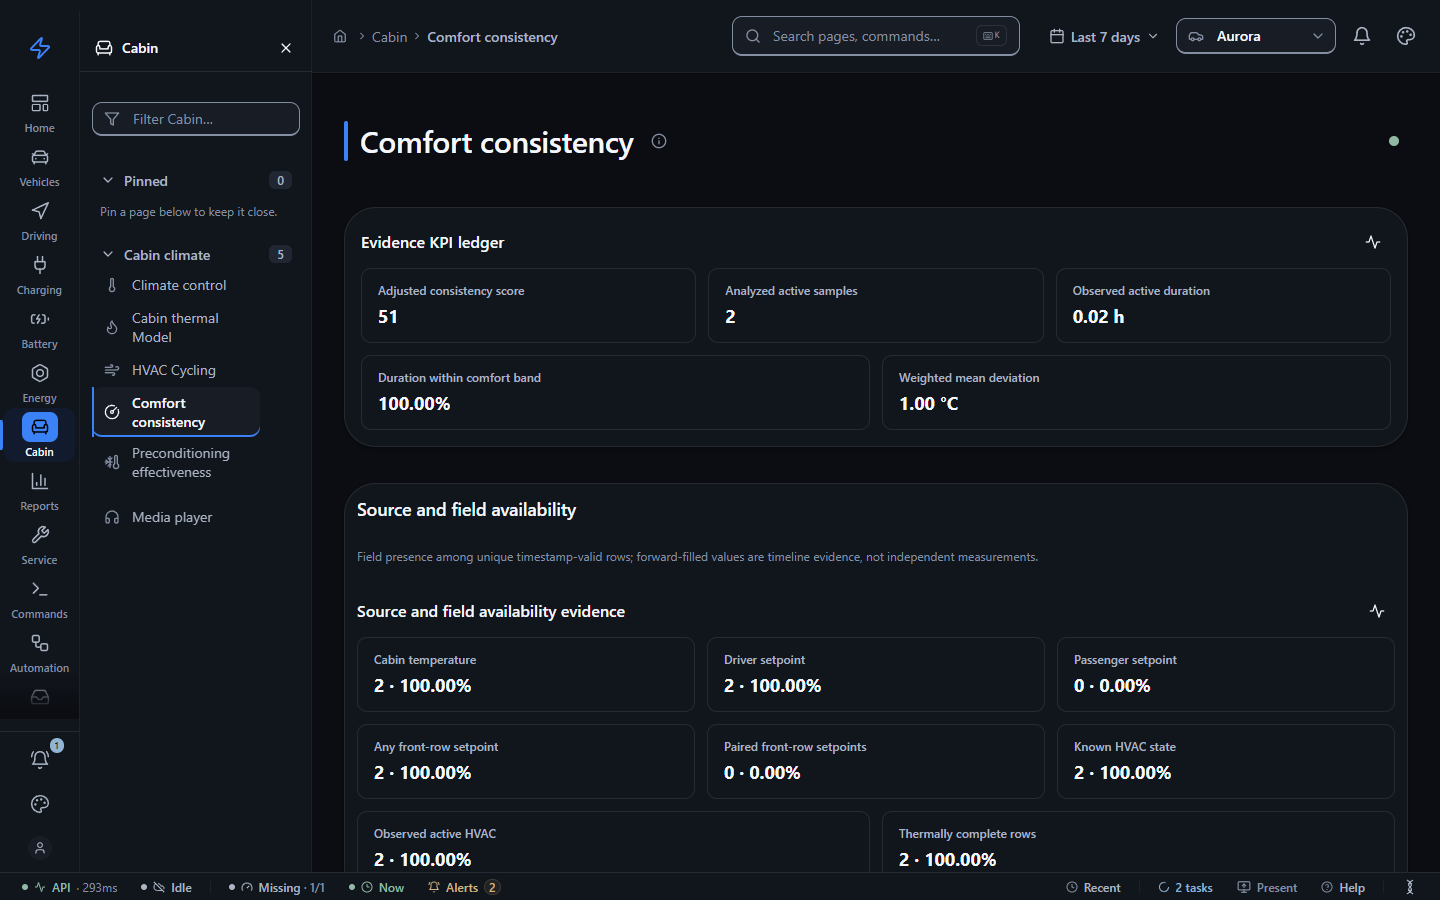 Cabin
Cabin
Comfort consistency
Search pages, commands...
K
Last 7 days
Aurora
Home
Vehicles
Driving
Charging
Battery
Energy
Cabin
Reports
Service
Commands
Automation
1
Filter Cabin...
Pinned
0
Pin a page below to keep it close.
Cabin climate
5
Climate control
Cabin thermal
Model
HVAC Cycling
Comfort
consistency
Preconditioning
effectiveness
Media player
Comfort consistency
Evidence KPI ledger
Adjusted consistency score
51
Analyzed active samples
2
Observed active duration
0.02 h
Duration within comfort band
100.00%
Weighted mean deviation
1.00 °C
Source and field availability
Field presence among unique timestamp-valid rows; forward-filled values are timeline evidence, not independent measurements.
Source and field availability evidence
Cabin temperature
2 · 100.00%
Driver setpoint
2 · 100.00%
Passenger setpoint
0 · 0.00%
Any front-row setpoint
2 · 100.00%
Paired front-row setpoints
0 · 0.00%
Known HVAC state
2 · 100.00%
Observed active HVAC
2 · 100.00%
Thermally complete rows
2 · 100.00%
API · 293ms
Idle
Missing · 1/1
Now
Alerts 2
Recent
2 tasks
Present
Help